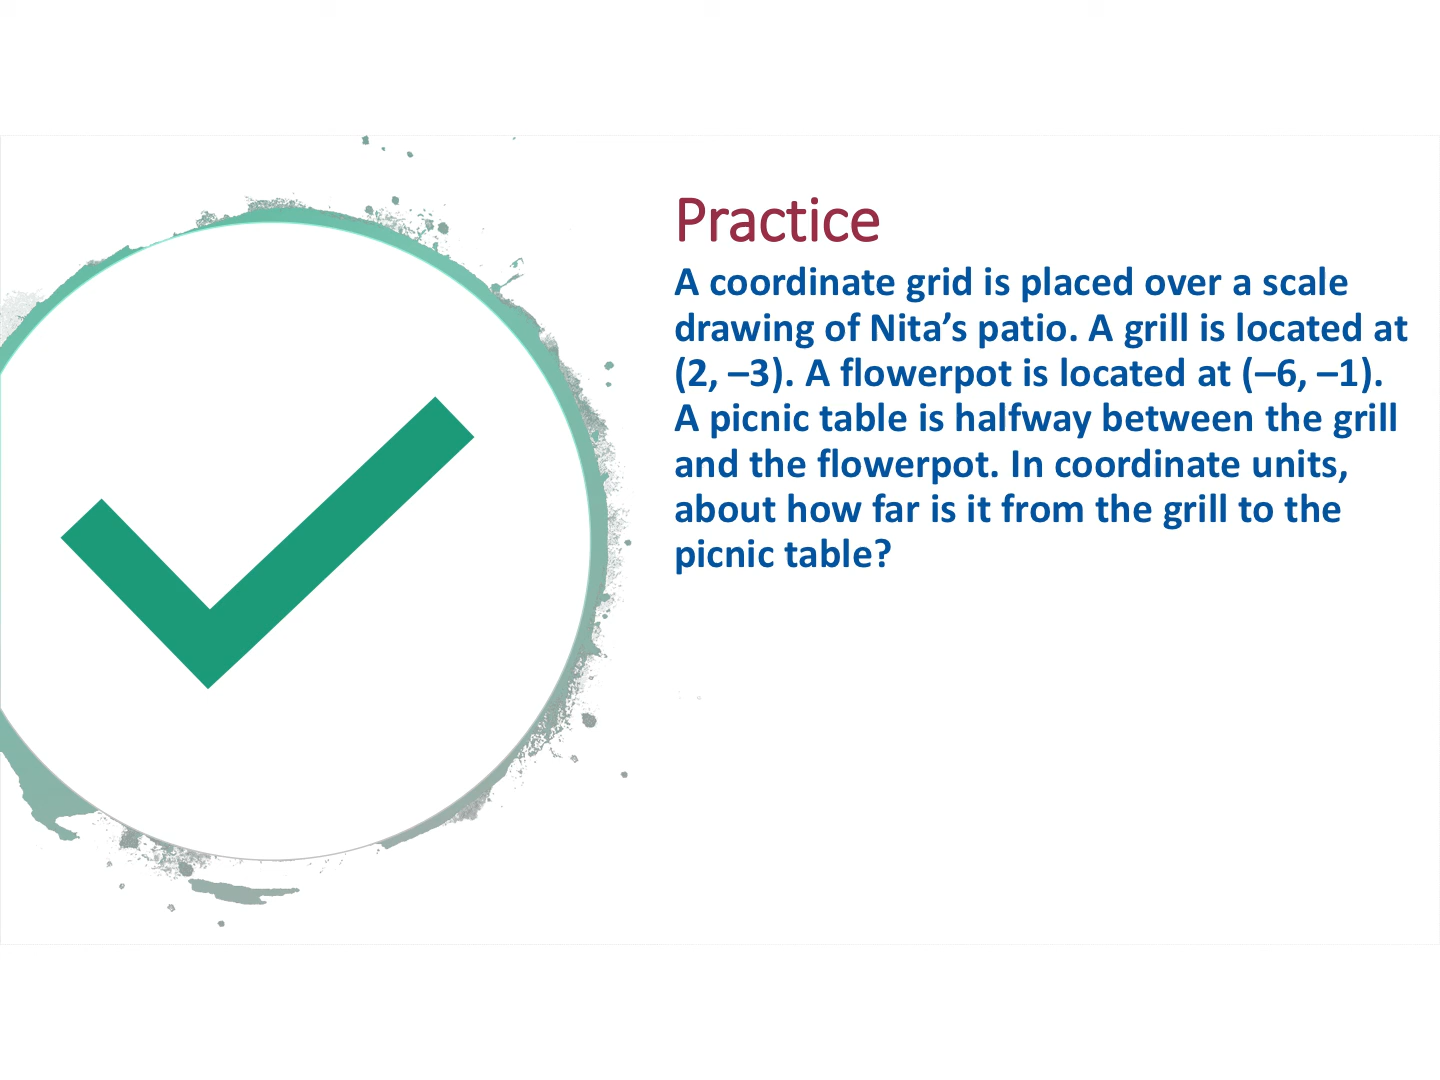 Practice
A coordinate grid is placed over a scale
drawing of Nita’s patio. A grill is located at
(2, –3). A flowerpot is located at (–6, –1).
A picnic table is halfway between the grill
and the flowerpot. In coordinate units,
about how far is it from the grill to the
picnic table?